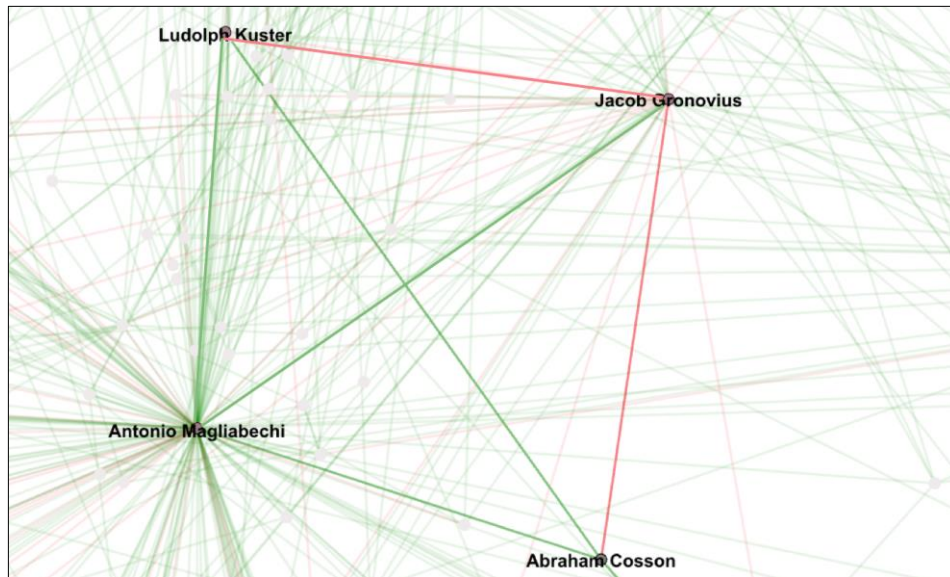 Ludolph Kuster
Jacob Gronovius
Antonio Magliabechi
Abraham Cosson